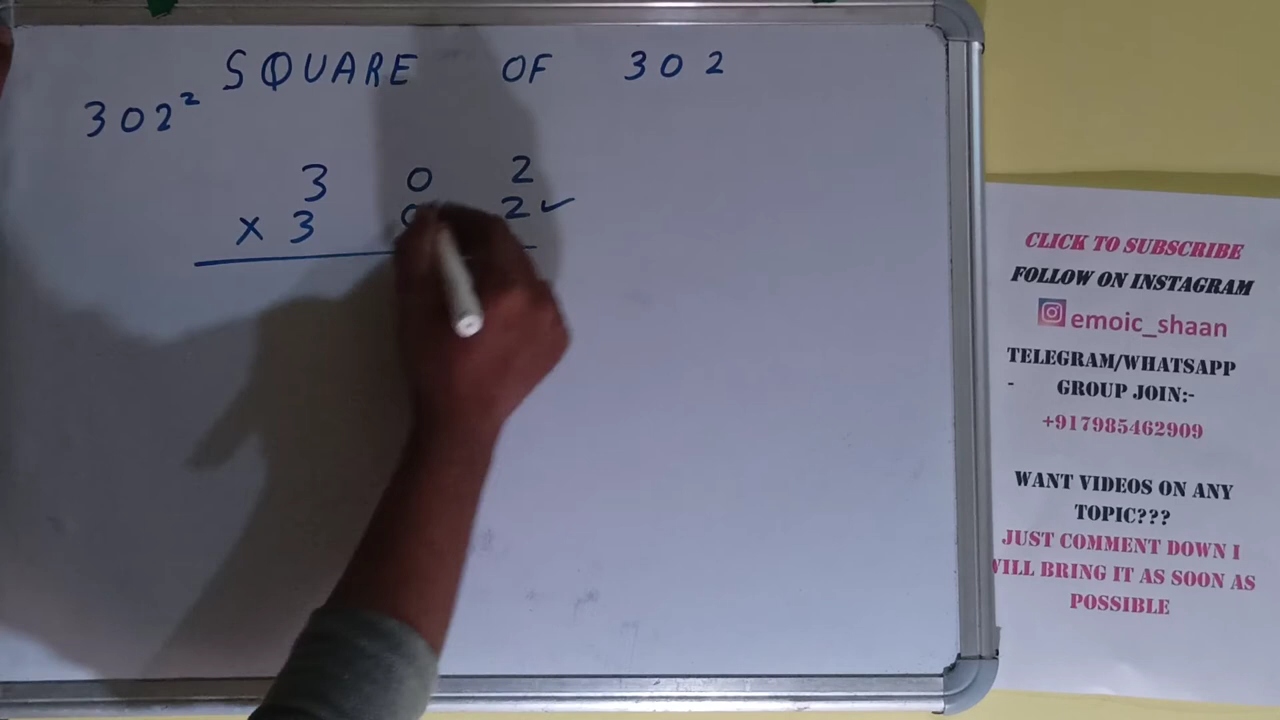 SQUARE OF 302
302²
3 0 2
× 3 0 2 ✓
CLICK TO SUBSCRIBE
FOLLOW ON INSTAGRAM
emoic_shaan
TELEGRAM/WHATSAPP
- GROUP JOIN:-
+917985462909
WANT VIDEOS ON ANY
TOPIC???
JUST COMMENT DOWN I
WILL BRING IT AS SOON AS
POSSIBLE